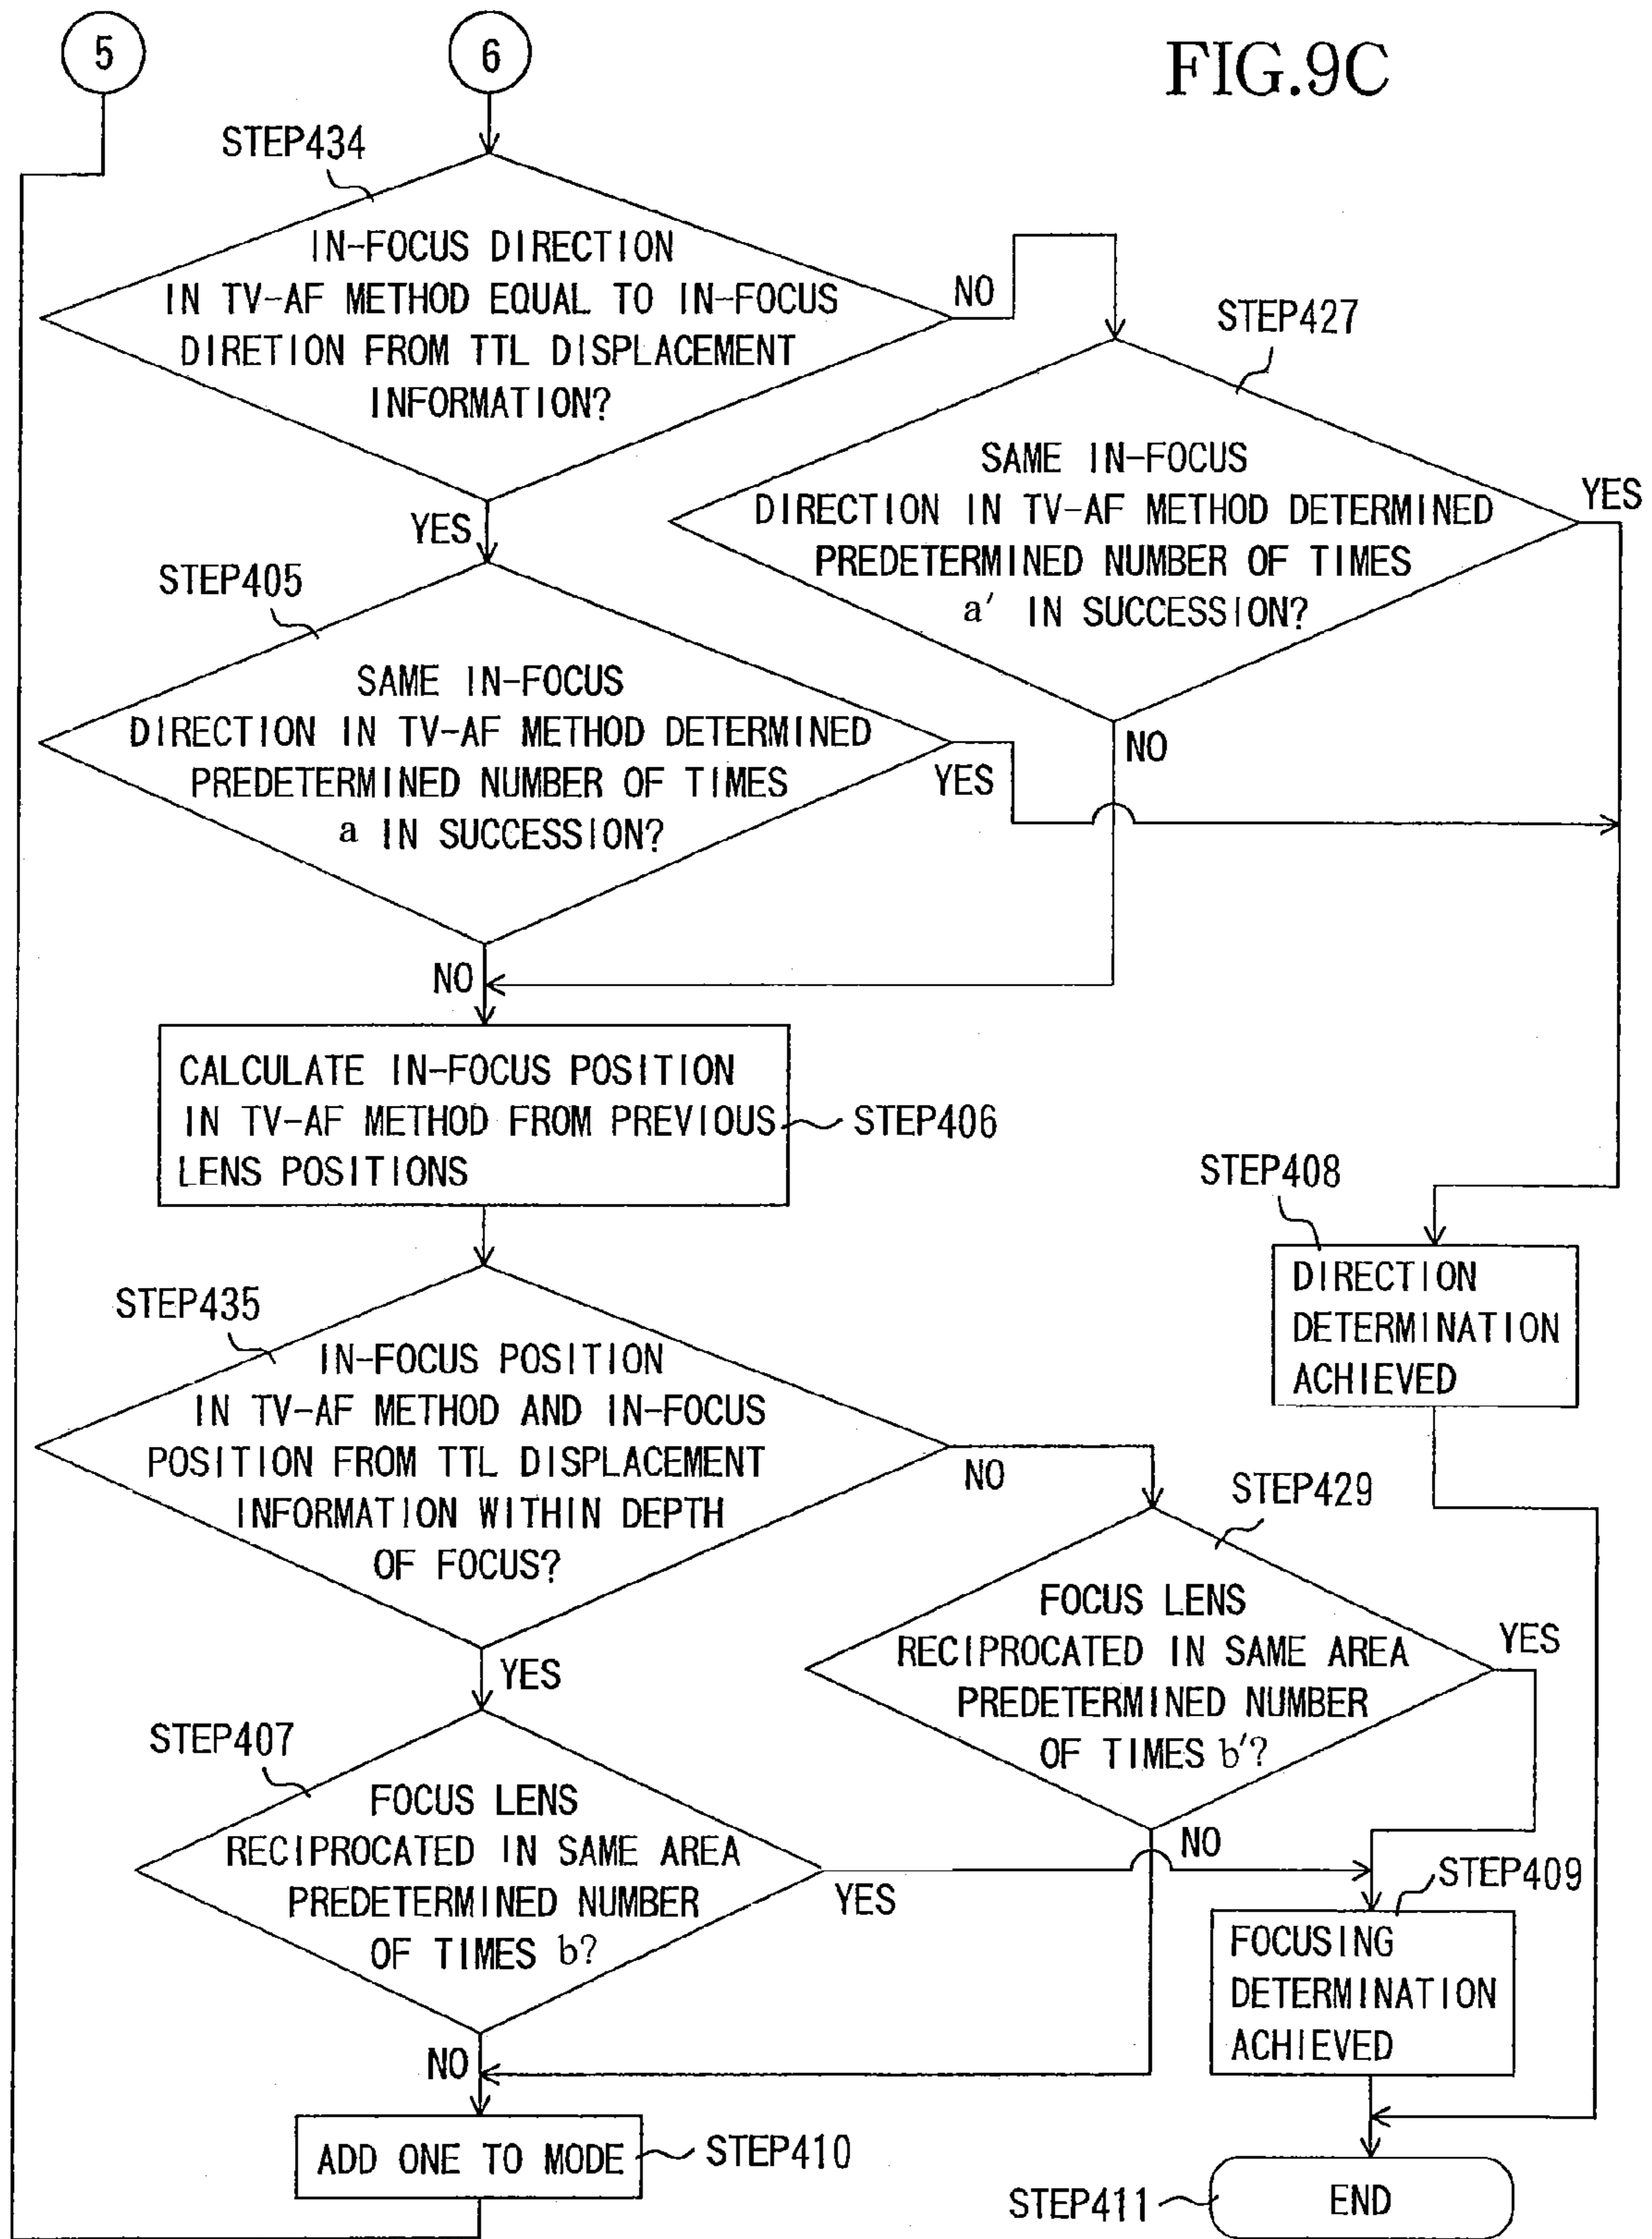 5
6
FIG.9C
STEP434
IN-FOCUS DIRECTION
IN TV-AF METHOD EQUAL TO IN-FOCUS
DIRETION FROM TTL DISPLACEMENT
INFORMATION?
NO
YES
STEP427
SAME IN-FOCUS
DIRECTION IN TV-AF METHOD DETERMINED
PREDETERMINED NUMBER OF TIMES
a' IN SUCCESSION?
YES
NO
STEP405
SAME IN-FOCUS
DIRECTION IN TV-AF METHOD DETERMINED
PREDETERMINED NUMBER OF TIMES
a IN SUCCESSION?
YES
NO
CALCULATE IN-FOCUS POSITION
IN TV-AF METHOD FROM PREVIOUS
LENS POSITIONS
STEP406
STEP408
DIRECTION
DETERMINATION
ACHIEVED
STEP435
IN-FOCUS POSITION
IN TV-AF METHOD AND IN-FOCUS
POSITION FROM TTL DISPLACEMENT
INFORMATION WITHIN DEPTH
OF FOCUS?
NO
YES
STEP429
FOCUS LENS
RECIPROCATED IN SAME AREA
PREDETERMINED NUMBER
OF TIMES b'?
YES
NO
STEP407
FOCUS LENS
RECIPROCATED IN SAME AREA
PREDETERMINED NUMBER
OF TIMES b?
YES
NO
STEP409
FOCUSING
DETERMINATION
ACHIEVED
ADD ONE TO MODE
STEP410
STEP411
END